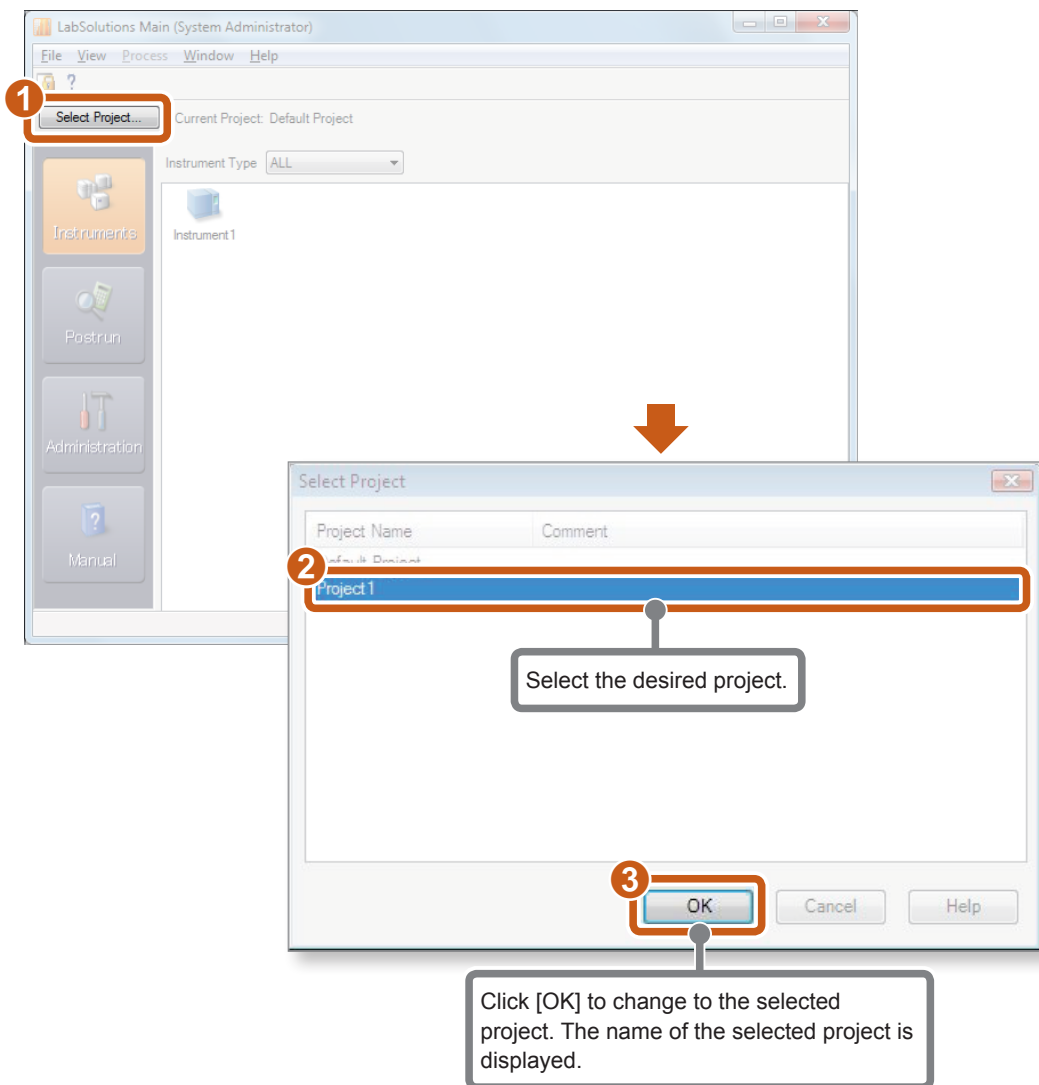 LabSolutions Main (System Administrator)
File View Process Window Help
?
1
Select Project... Current Project: Default Project
Instrument Type ALL
Instruments
Instrument1
Postrun
Administration
Manual
Select Project
Project Name Comment
Default Project
2
Project1
Select the desired project.
3
OK Cancel Help
Click [OK] to change to the selected
project. The name of the selected project is
displayed.